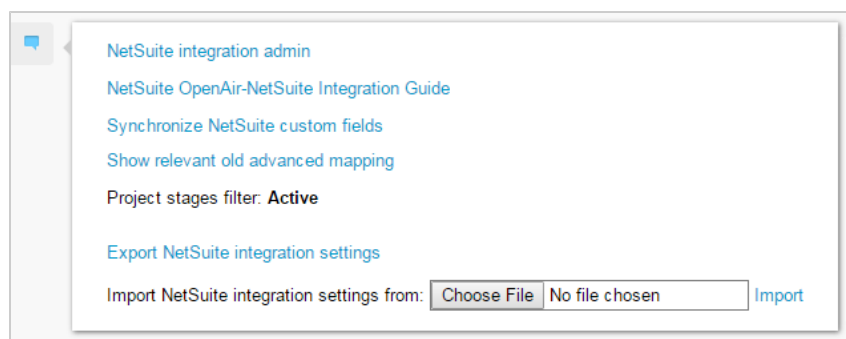 NetSuite integration admin
NetSuite OpenAir-NetSuite Integration Guide
Synchronize NetSuite custom fields
Show relevant old advanced mapping
Project stages filter: Active
Export NetSuite integration settings
Import NetSuite integration settings from: Choose File No file chosen Import